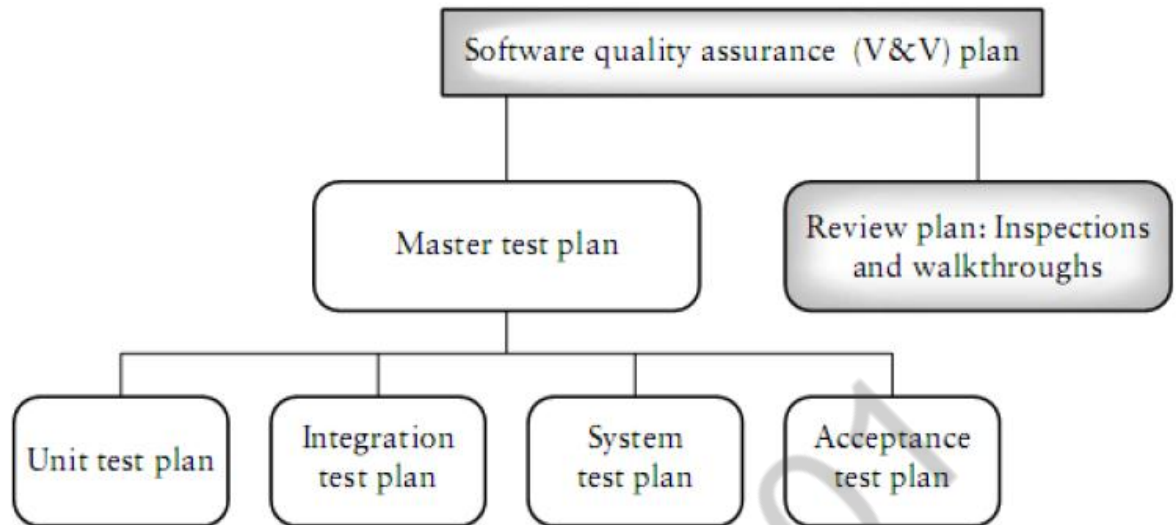 Software quality assurance (V&V) plan
Master test plan
Review plan: Inspections
and walkthroughs
Unit test plan
Integration
test plan
System
test plan
Acceptance
test plan